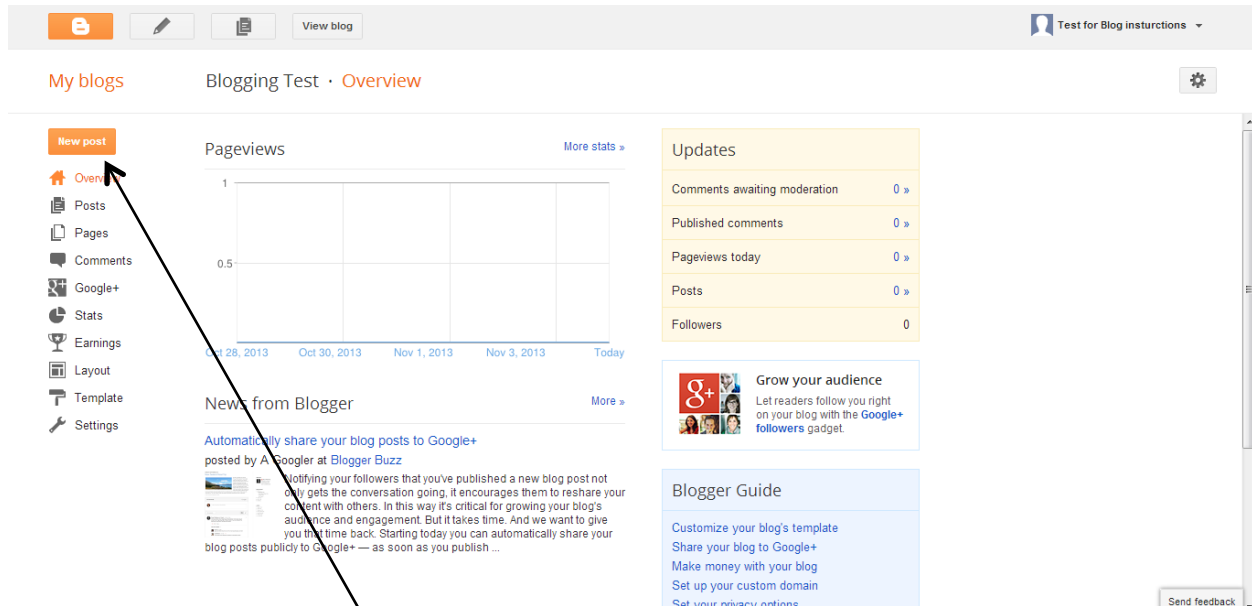 View blog
Test for Blog insturctions
My blogs
Blogging Test · Overview
New post
Overview
Posts
Pages
Comments
Google+
Stats
Earnings
Layout
Template
Settings
Pageviews
More stats »
1
0.5
Oct 28, 2013 Oct 30, 2013 Nov 1, 2013 Nov 3, 2013 Today
News from Blogger
More »
Automatically share your blog posts to Google+
posted by A Googler at Blogger Buzz
Notifying your followers that you've published a new blog post not
only gets the conversation going, it encourages them to reshare your
content with others. In this way it's critical for growing your blog's
audience and engagement. But it takes time. And we want to give
you that time back. Starting today you can automatically share your
blog posts publicly to Google+ — as soon as you publish ...
Updates
Comments awaiting moderation 0 »
Published comments 0 »
Pageviews today 0 »
Posts 0 »
Followers 0
g+
Grow your audience
Let readers follow you right
on your blog with the Google+
followers gadget.
Blogger Guide
Customize your blog's template
Share your blog to Google+
Make money with your blog
Set up your custom domain
Set your privacy options
Send feedback